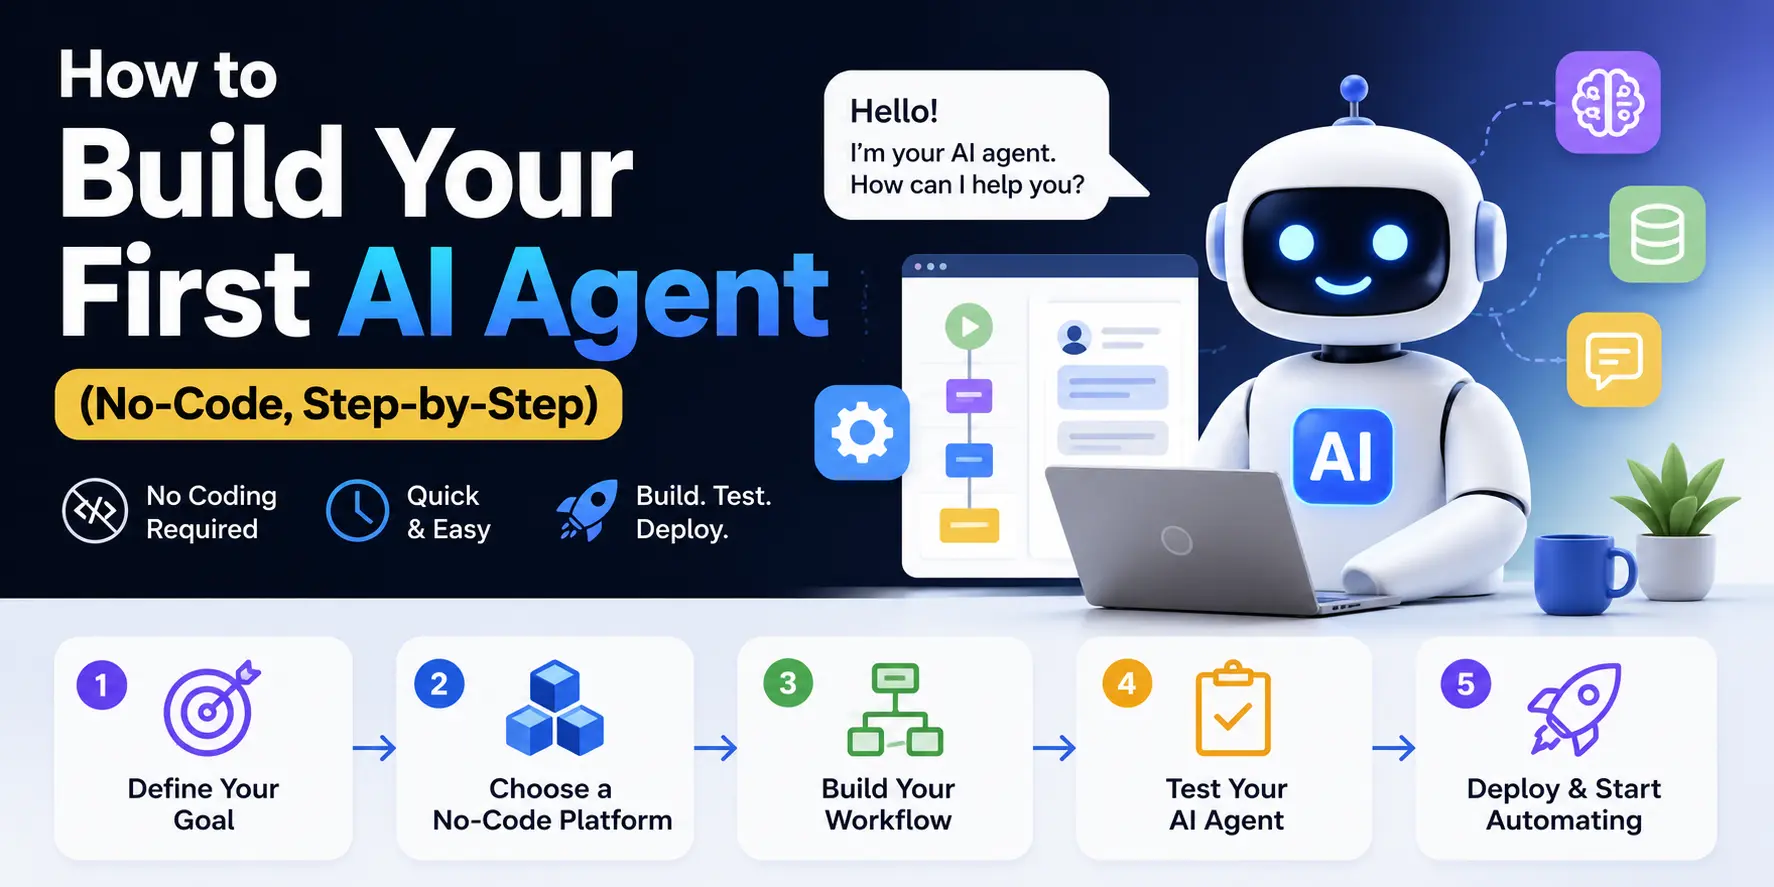 How to
Build Your
First AI Agent
(No-Code, Step-by-Step)
No Coding
Required
Quick
& Easy
Build. Test.
Deploy.
Hello!
I'm your AI agent.
How can I help you?
AI
1
Define Your
Goal
2
Choose a
No-Code Platform
3
Build Your
Workflow
4
Test Your
AI Agent
5
Deploy & Start
Automating